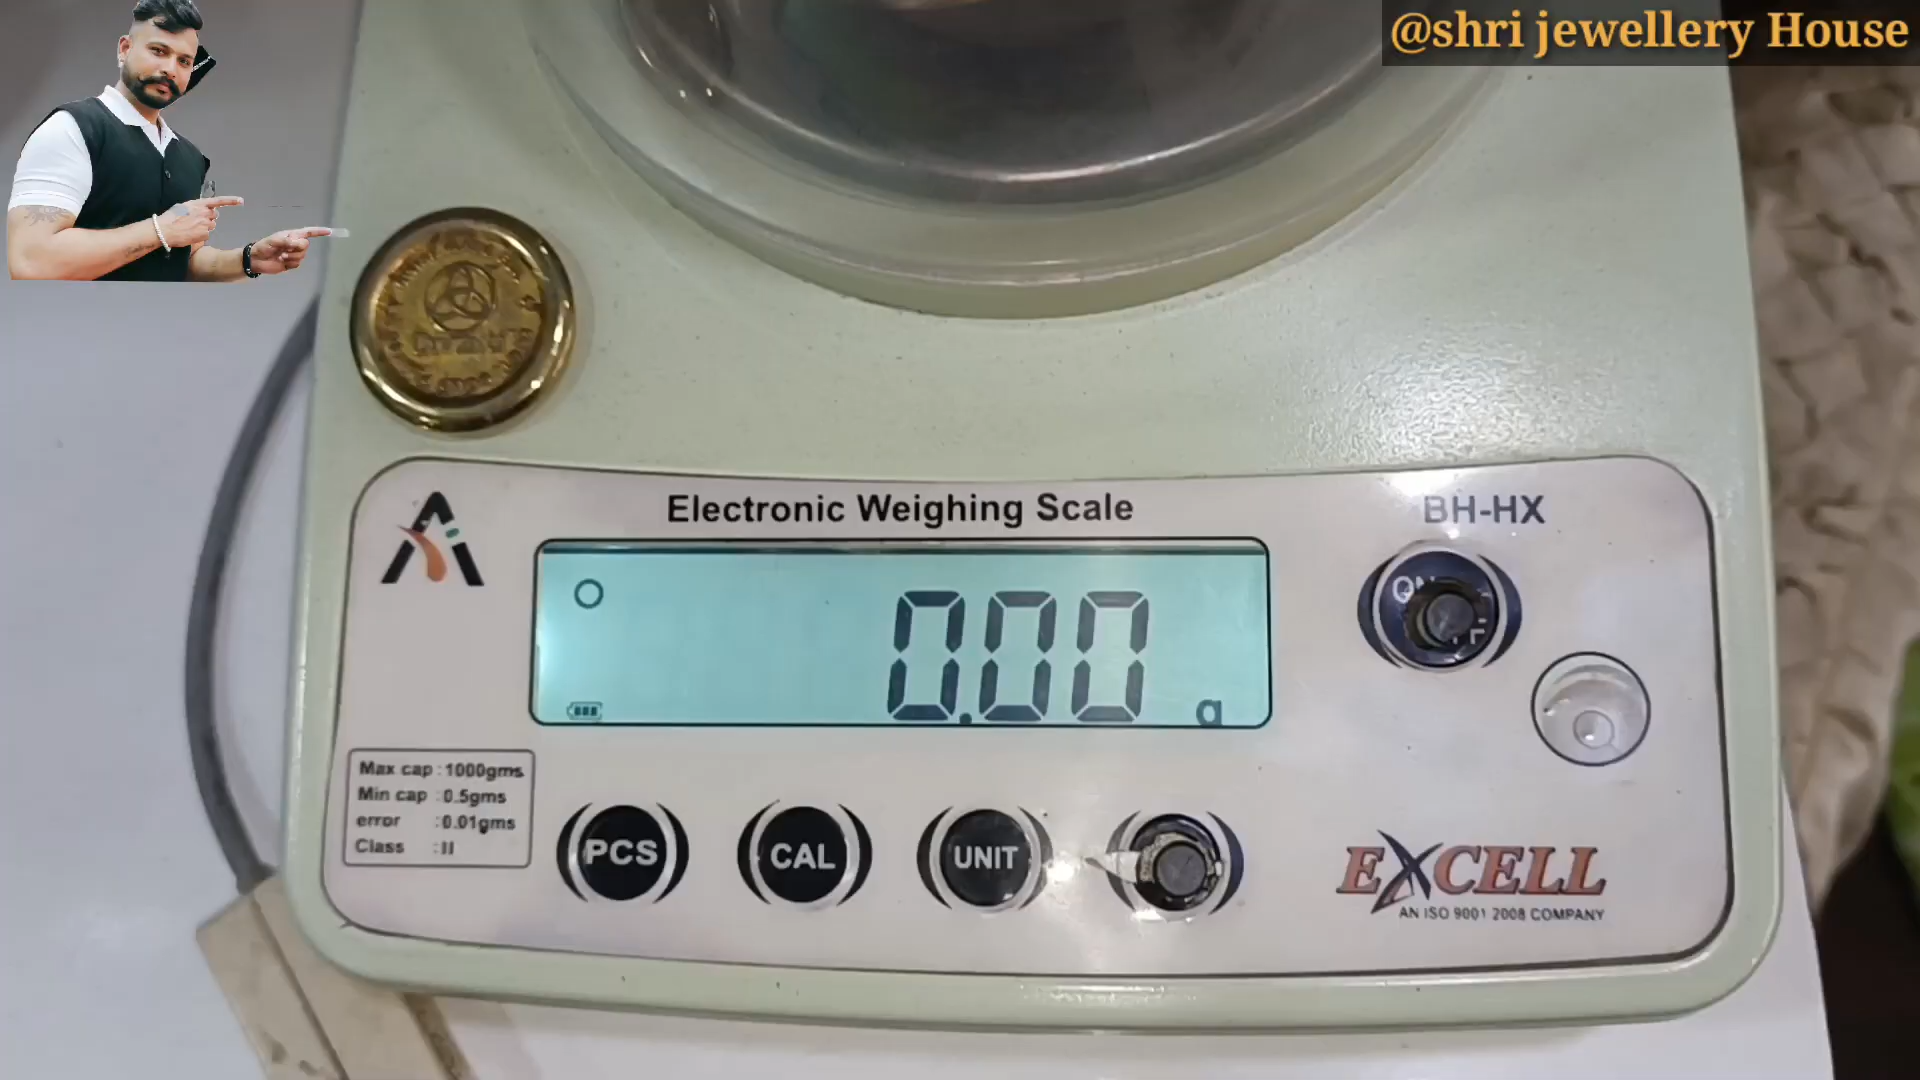 @shri jewellery House
Electronic Weighing Scale
BH-HX
ON
0.00
g
Max cap : 1000gms
Min cap : 0.5gms
error : 0.01gms
Class : II
PCS
CAL
UNIT
EXCELL
AN ISO 9001 2008 COMPANY